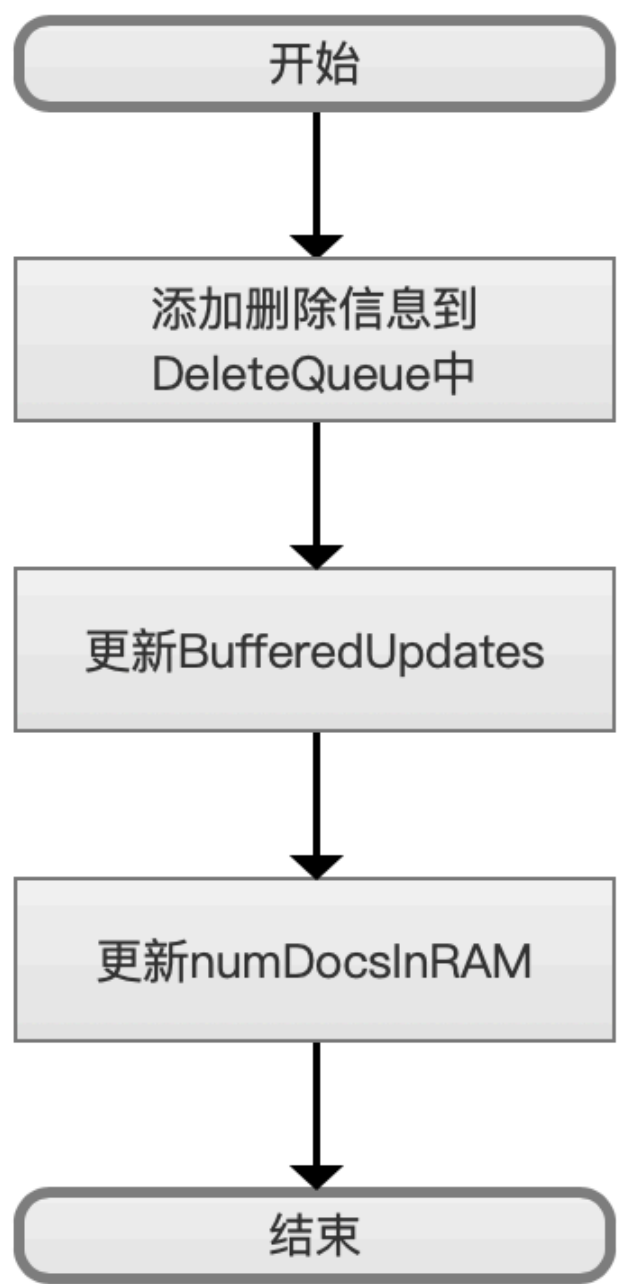 开始
添加删除信息到
DeleteQueue中
更新BufferedUpdates
更新numDocsInRAM
结束